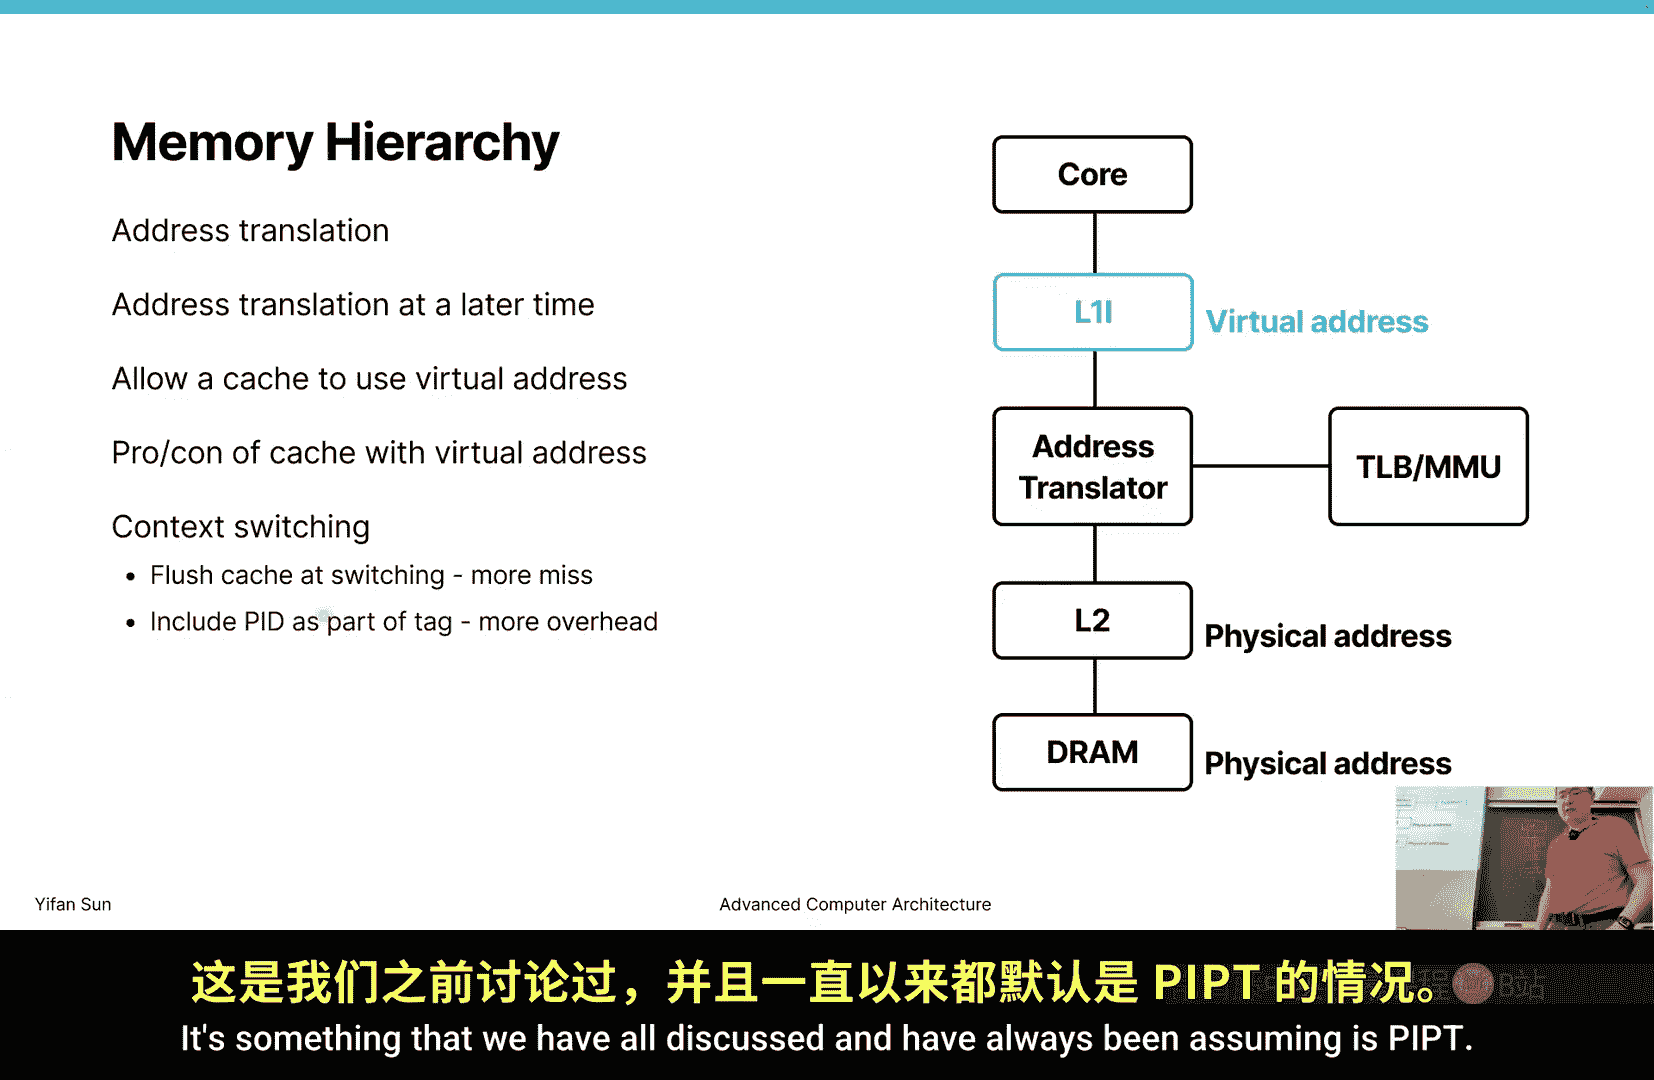 Memory Hierarchy
Address translation
Address translation at a later time
Allow a cache to use virtual address
Pro/con of cache with virtual address
Context switching
• Flush cache at switching - more miss
• Include PID as part of tag - more overhead
Core
L1I
Virtual address
Address
Translator
TLB/MMU
L2
Physical address
DRAM
Physical address
Yifan Sun
Advanced Computer Architecture
这是我们之前讨论过，并且一直以来都默认是 PIPT 的情况。
程
B站
It's something that we have all discussed and have always been assuming is PIPT.